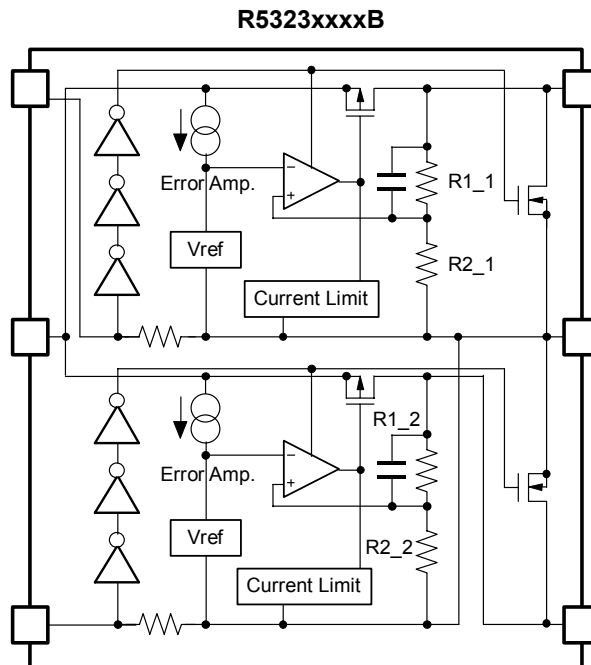 R5323xxxxB
Error Amp.
−
+
R1_1
Vref
R2_1
Current Limit
R1_2
Error Amp.
−
+
Vref
R2_2
Current Limit